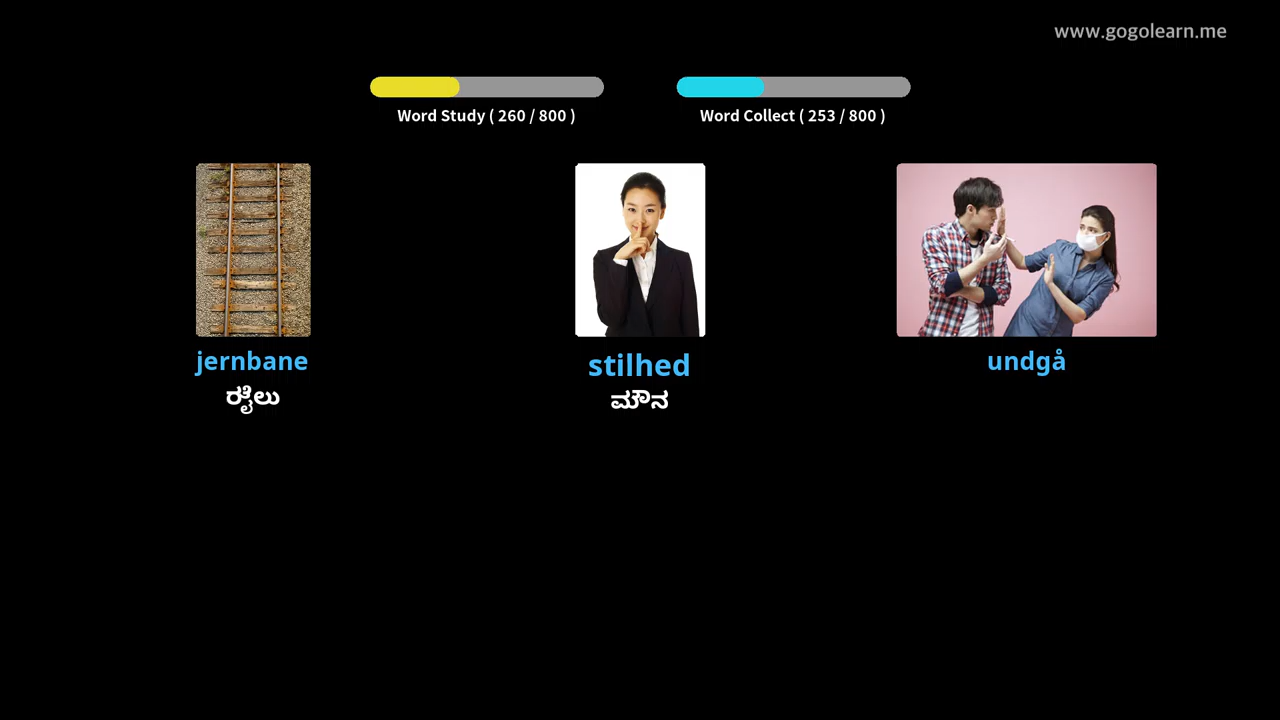 www.gogolearn.me
Word Study ( 260 / 800 )
Word Collect ( 253 / 800 )
jernbane
ರೈಲು
stilhed
ಮೌನ
undgå